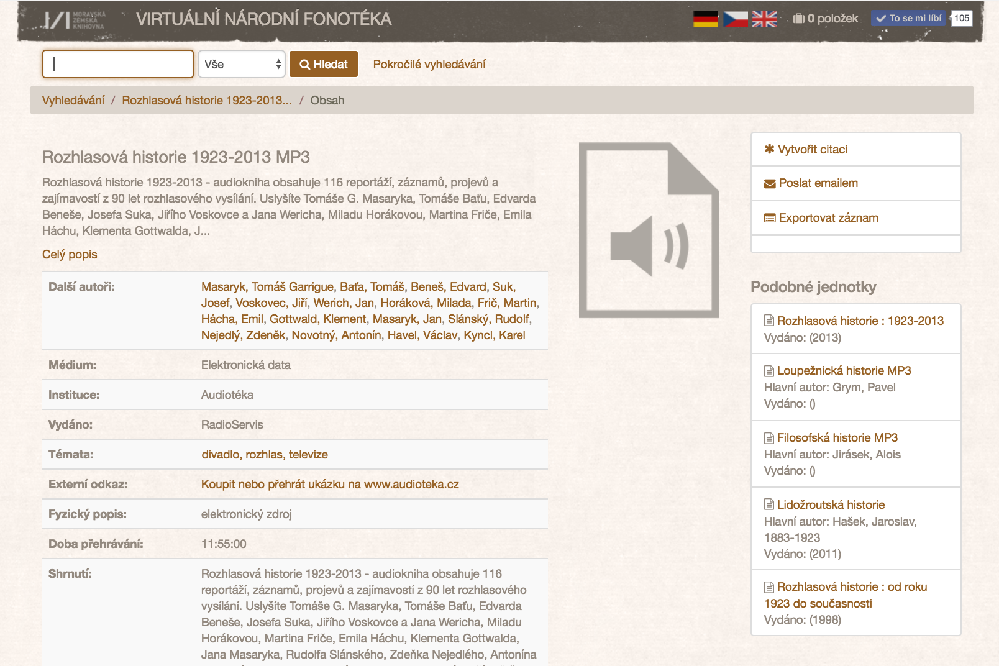 MORAVSKÁ
ZEMSKÁ
KNIHOVNA
VIRTUÁLNÍ NÁRODNÍ FONOTÉKA
0 položek
To se mi líbí
105
Vše
Hledat
Pokročilé vyhledávání
Vyhledávání / Rozhlasová historie 1923-2013... / Obsah
Rozhlasová historie 1923-2013 MP3
Rozhlasová historie 1923-2013 - audiokniha obsahuje 116 reportáží, záznamů, projevů a
zajímavostí z 90 let rozhlasového vysílání. Uslyšíte Tomáše G. Masaryka, Tomáše Baťu, Edvarda
Beneše, Josefa Suka, Jiřího Voskovce a Jana Wericha, Miladu Horákovou, Martina Friče, Emila
Háchu, Klementa Gottwalda, J...
Celý popis
Další autoři:
Masaryk, Tomáš Garrigue, Baťa, Tomáš, Beneš, Edvard, Suk,
Josef, Voskovec, Jiří, Werich, Jan, Horáková, Milada, Frič, Martin,
Hácha, Emil, Gottwald, Klement, Masaryk, Jan, Slánský, Rudolf,
Nejedlý, Zdeněk, Novotný, Antonín, Havel, Václav, Kyncl, Karel
Médium:
Elektronická data
Instituce:
Audiotéka
Vydáno:
RadioServis
Témata:
divadlo, rozhlas, televize
Externí odkaz:
Koupit nebo přehrát ukázku na www.audioteka.cz
Fyzický popis:
elektronický zdroj
Doba přehrávání:
11:55:00
Shrnutí:
Rozhlasová historie 1923-2013 - audiokniha obsahuje 116
reportáží, záznamů, projevů a zajímavostí z 90 let rozhlasového
vysílání. Uslyšíte Tomáše G. Masaryka, Tomáše Baťu, Edvarda
Beneše, Josefa Suka, Jiřího Voskovce a Jana Wericha, Miladu
Horákovou, Martina Friče, Emila Háchu, Klementa Gottwalda,
Jana Masaryka, Rudolfa Slánského, Zdeňka Nejedlého, Antonína
Vytvořit citaci
Poslat emailem
Exportovat záznam
Podobné jednotky
Rozhlasová historie : 1923-2013
Vydáno: (2013)
Loupežnická historie MP3
Hlavní autor: Grym, Pavel
Vydáno: ()
Filosofská historie MP3
Hlavní autor: Jirásek, Alois
Vydáno: ()
Lidožroutská historie
Hlavní autor: Hašek, Jaroslav,
1883-1923
Vydáno: (2011)
Rozhlasová historie : od roku
1923 do současnosti
Vydáno: (1998)